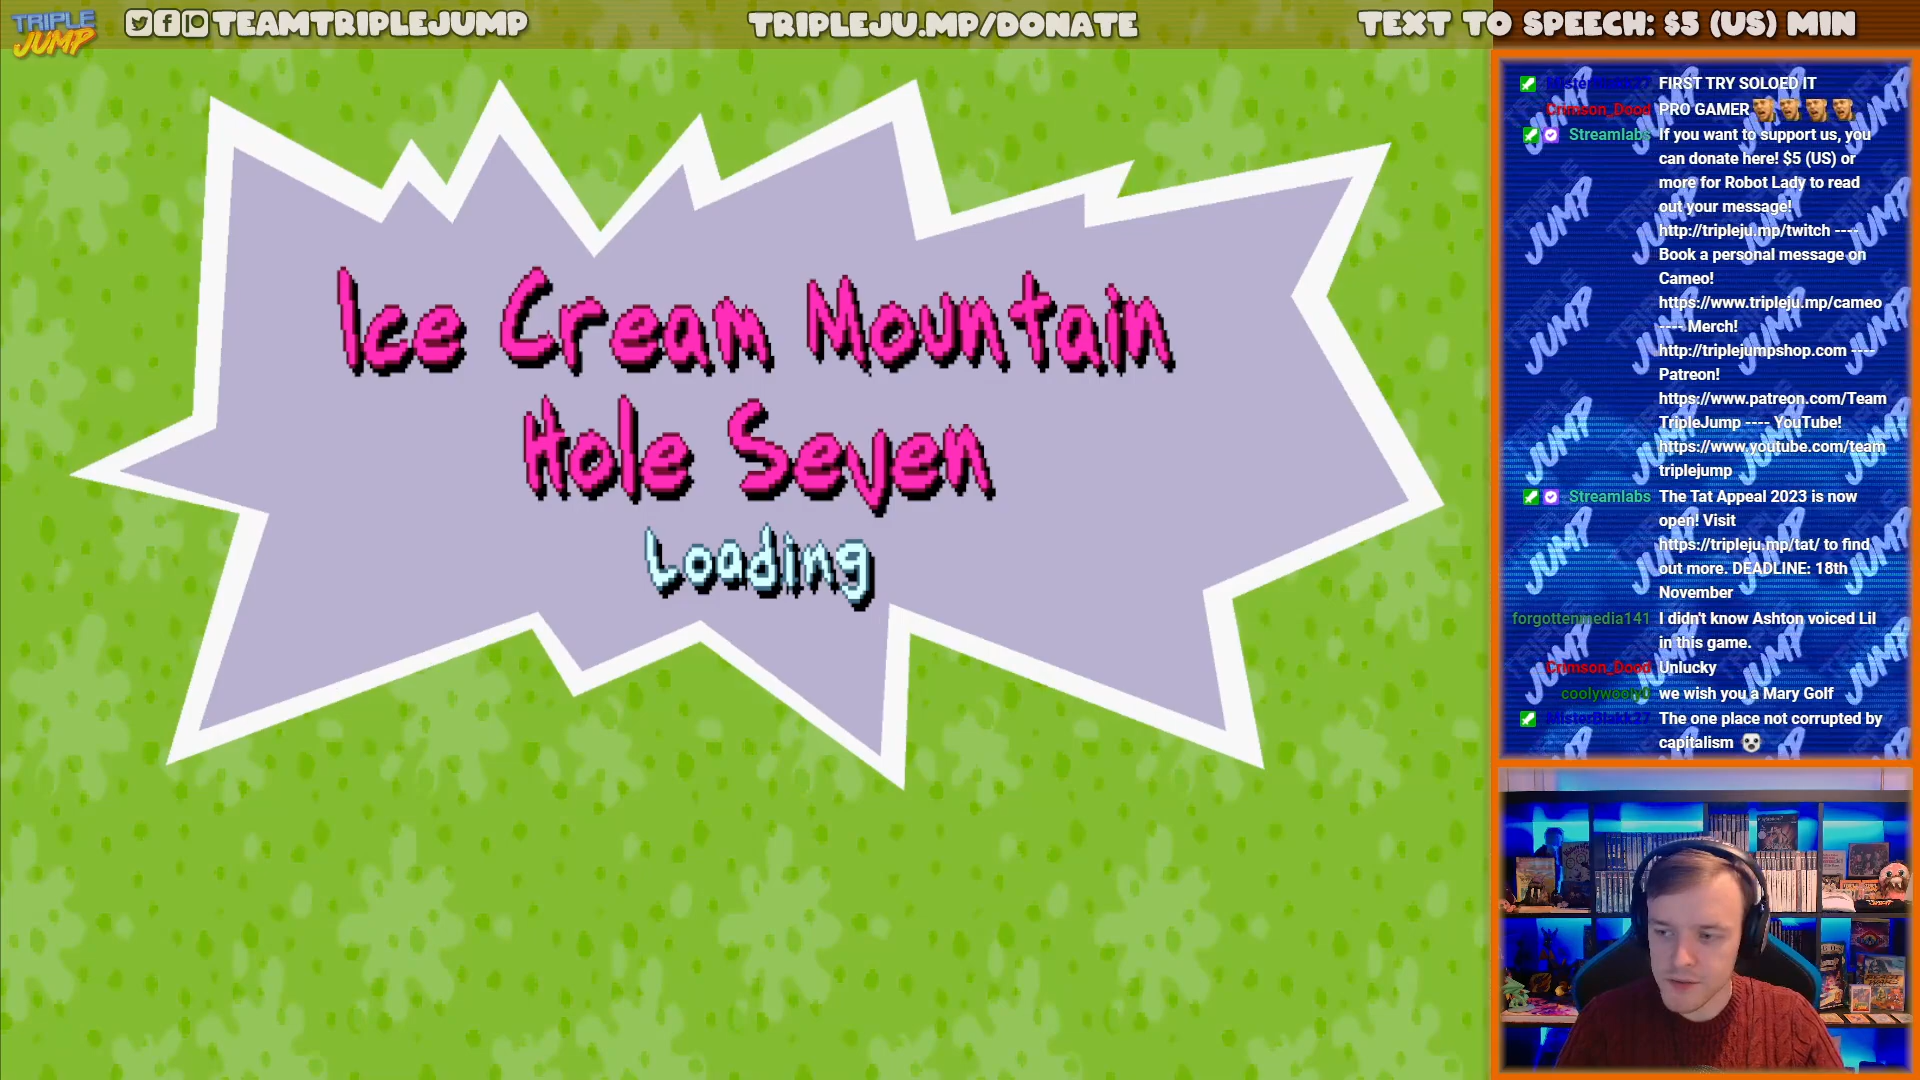 TRIPLE
JUMP
TEAMTRIPLEJUMP
TRIPLEJU.MP/DONATE
TEXT TO SPEECH: $5 (US) MIN
Ice Cream Mountain
Hole Seven
Loading
MisterBlakk27 FIRST TRY SOLOED IT
Crimson_Dood PRO GAMER
Streamlabs If you want to support us, you
can donate here! $5 (US) or
more for Robot Lady to read
out your message!
http://tripleju.mp/twitch ----
Book a personal message on
Cameo!
https://www.tripleju.mp/cameo
---- Merch!
http://triplejumpshop.com ----
Patreon!
https://www.patreon.com/Team
TripleJump ---- YouTube!
https://www.youtube.com/team
triplejump
Streamlabs The Tat Appeal 2023 is now
open! Visit
https://tripleju.mp/tat/ to find
out more. DEADLINE: 18th
November
forgottenmedia141 I didn't know Ashton voiced Lil
in this game.
Crimson_Dood Unlucky
coolywooly0 we wish you a Mary Golf
MisterBlakk27 The one place not corrupted by
capitalism